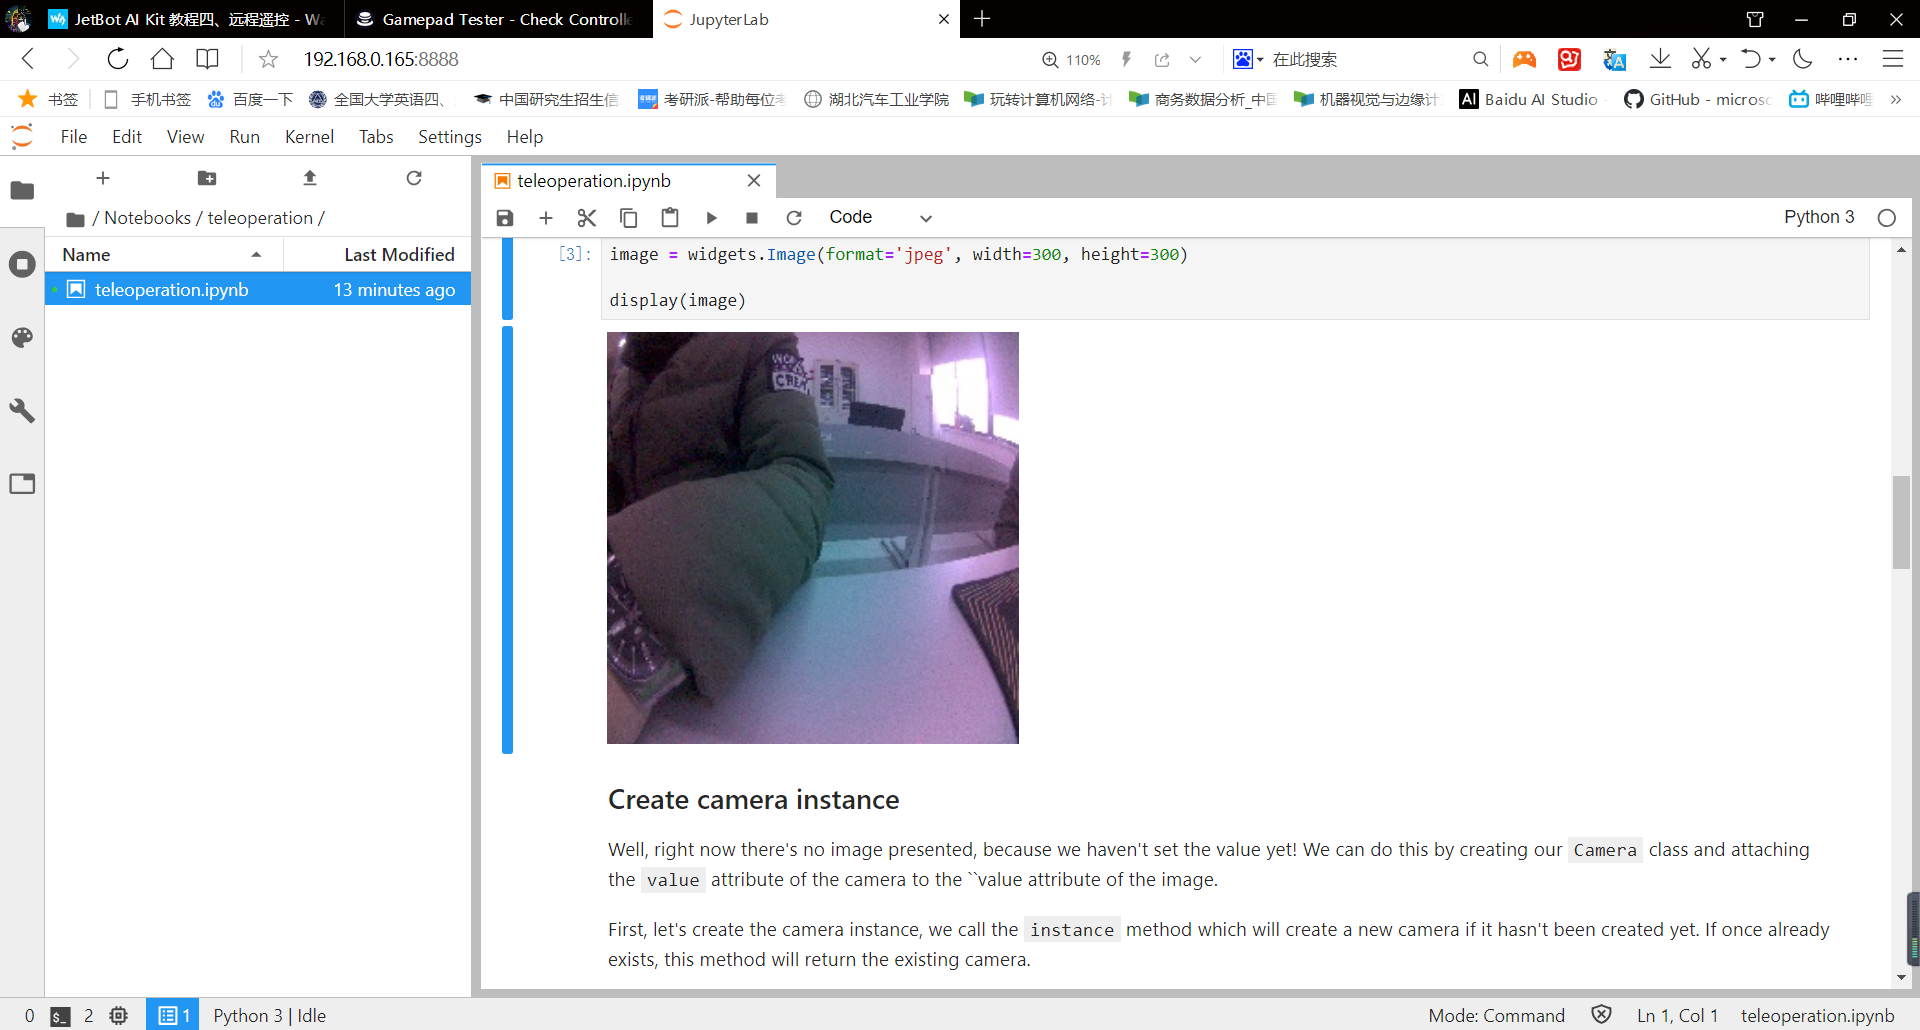 JetBot AI Kit 教程四、远程遥控 - Wa
Gamepad Tester - Check Controlle
JupyterLab
192.168.0.165:8888
110%
在此搜索
书签
手机书签
百度一下
全国大学英语四、
中国研究生招生信
考研派-帮助每位考
湖北汽车工业学院
玩转计算机网络-计
商务数据分析_中国
机器视觉与边缘计
AI Baidu AI Studio
GitHub - microsc
哔哩哔哩
File Edit View Run Kernel Tabs Settings Help
/ Notebooks / teleoperation /
Name Last Modified
teleoperation.ipynb 13 minutes ago
teleoperation.ipynb
Code
Python 3
[3]: image = widgets.Image(format='jpeg', width=300, height=300)
display(image)
Create camera instance
Well, right now there's no image presented, because we haven't set the value yet! We can do this by creating our Camera class and attaching
the value attribute of the camera to the ``value attribute of the image.
First, let's create the camera instance, we call the instance method which will create a new camera if it hasn't been created yet. If once already
exists, this method will return the existing camera.
0 $_ 2 1 Python 3 | Idle
Mode: Command Ln 1, Col 1 teleoperation.ipynb